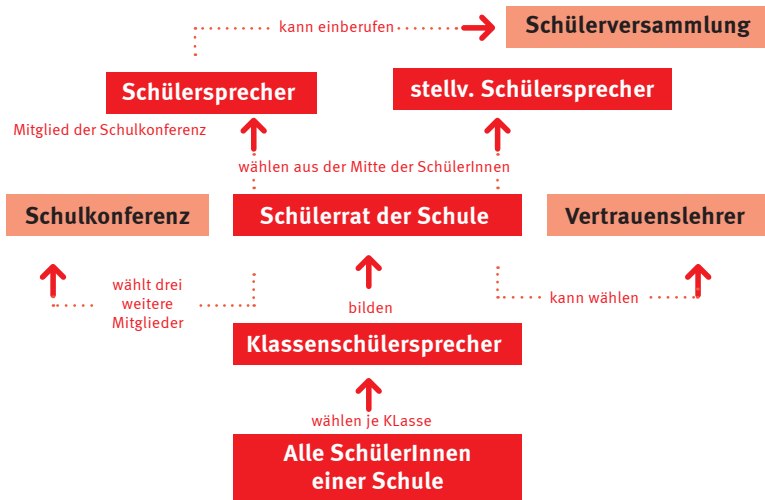 kann einberufen
Schülerversammlung
Schülersprecher
stellv. Schülersprecher
Mitglied der Schulkonferenz
wählen aus der Mitte der SchülerInnen
Schulkonferenz
Schülerrat der Schule
Vertrauenslehrer
wählt drei
weitere
Mitglieder
bilden
kann wählen
Klassenschülersprecher
wählen je KLasse
Alle SchülerInnen
einer Schule